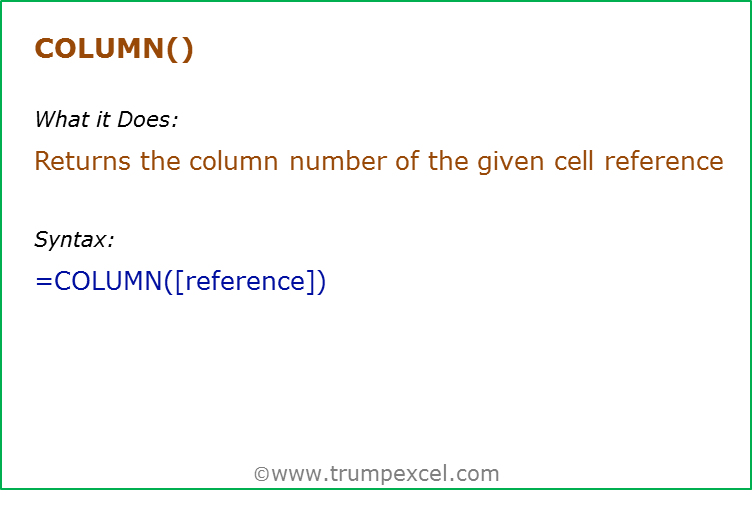 COLUMN()
What it Does:
Returns the column number of the given cell reference
Syntax:
=COLUMN([reference])
©www.trumpexcel.com